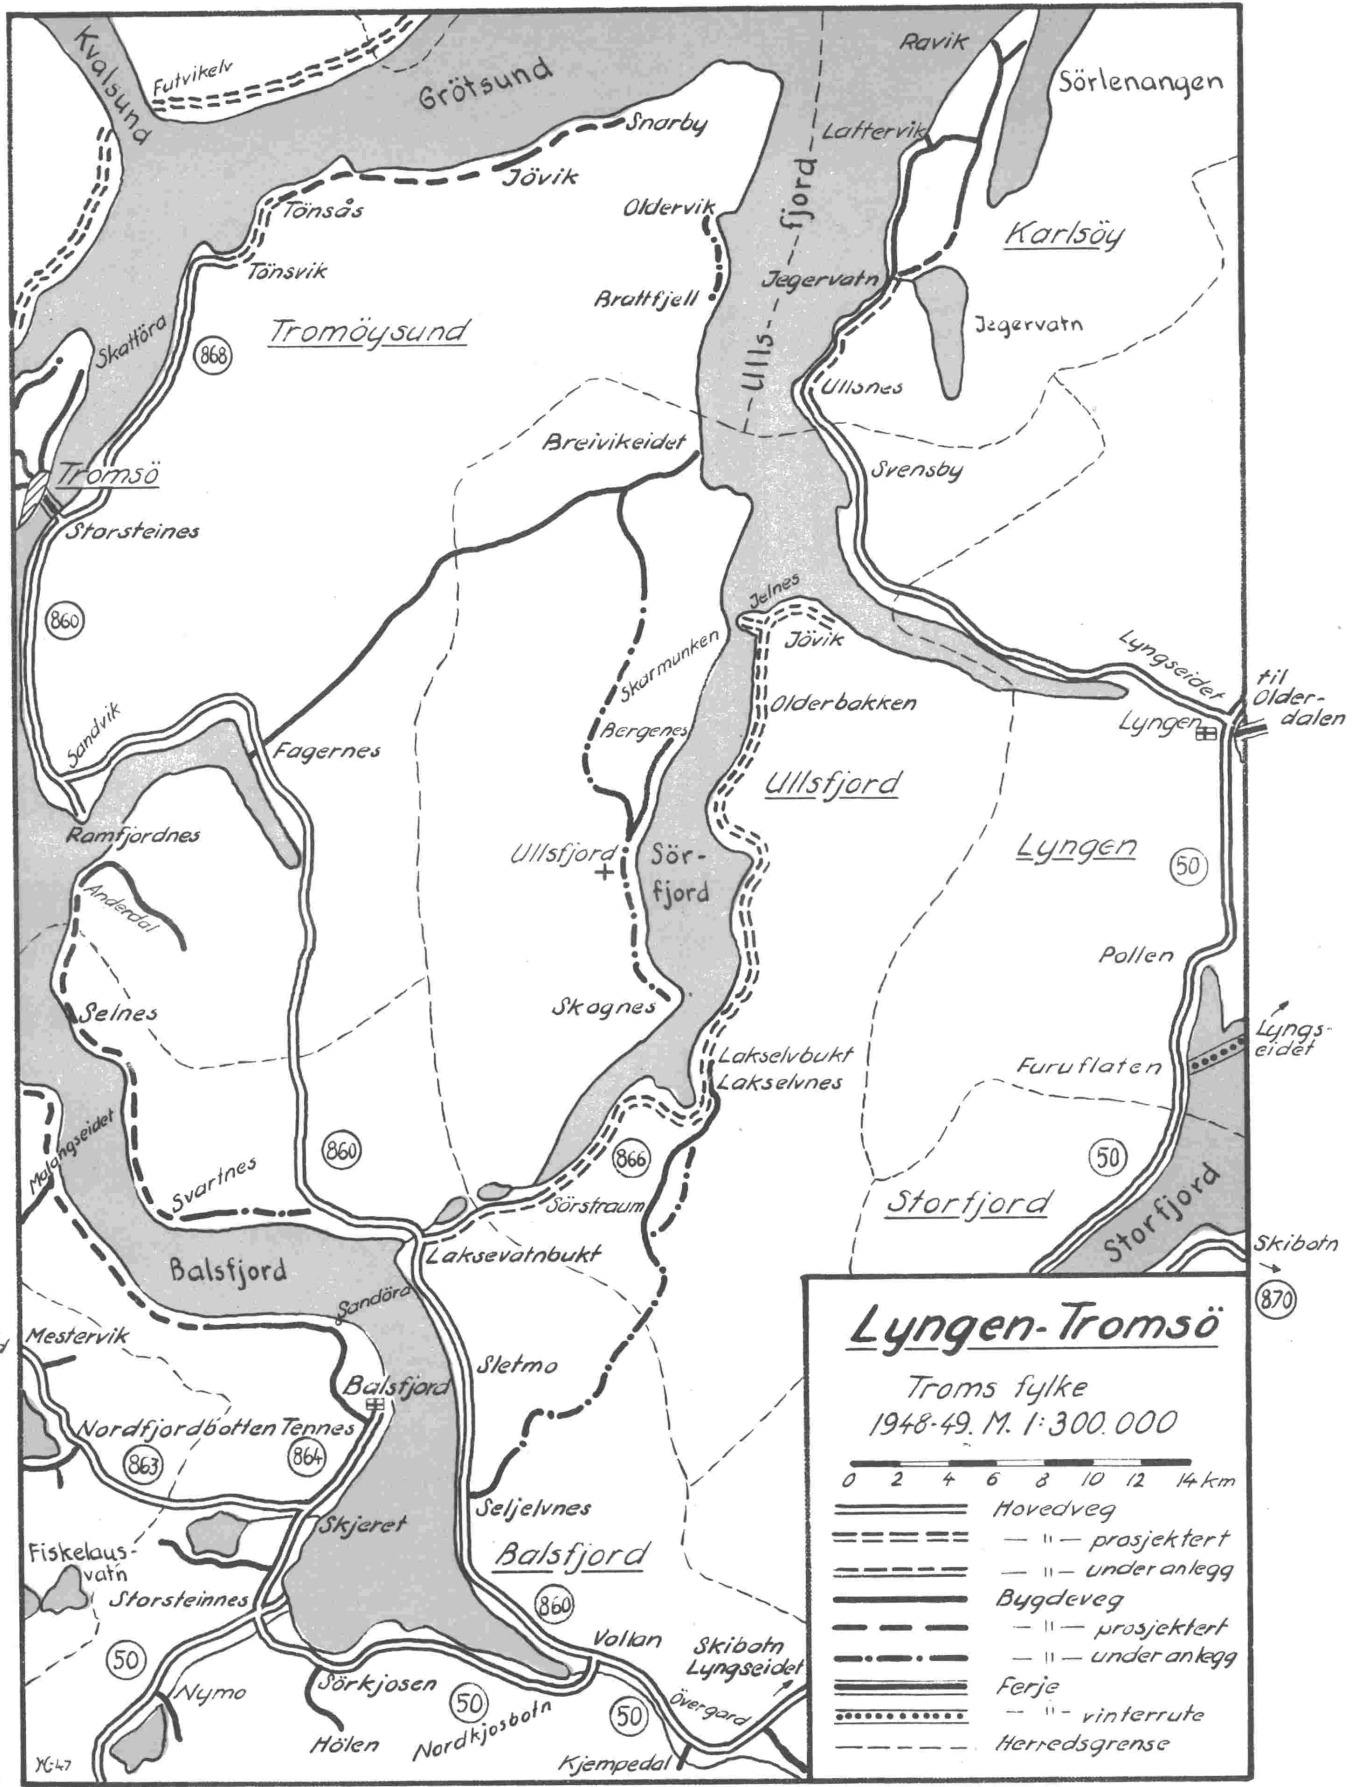 Kvalsund
Futvikelv
Grötsund
Ravik
Sörlenangen
Snarby
Lattervik
Jövik
Ulls-
fjord
Tönsås
Oldervik
Karlsöy
Tönsvik
Jegervatn
Brattfjell
Jegervatn
Skattöra
868
Tromöysund
Ullsnes
Breivikeidet
Svensby
Tromsö
Storsteines
860
Jelnes
Jövik
Skarmunken
Lyngseidet
til
Older-
dalen
Sandvik
Olderbakken
Lyngen
Bergenes
Fagernes
Ullsfjord
Ramfjordnes
Ullsfjord
Sör-
fjord
Lyngen
50
Anderdal
Pollen
Selnes
Skognes
Lyngs-
eidet
Lakselvbukt
Lakselvnes
Furuflaten
Malangseidet
860
866
50
Svartnes
Sörstraum
Storfjord
Storfjord
Laksevatnbukt
Skibotn
870
Balsfjord
Sandöra
Mestervik
Sletmo
Balsfjord
Nordfjordbotten
Tennes
863
864
Seljelvnes
Skjeret
Fiskelaus-
vatn
Balsfjord
Storsteinnes
860
50
Vollan
Skibotn
Lyngseidet
Nymo
Sörkjosen
50
Nordkjosbotn
50
Övergard
Hölen
Kjempedal
Lyngen-Tromsö
Troms fylke
1948-49. M. 1:300.000
0 2 4 6 8 10 12 14 km
Hovedveg
— " — prosjektert
— " — under anlegg
Bygdeveg
— " — prosjektert
— " — under anlegg
Ferje
— " — vinterrute
Herredsgrense